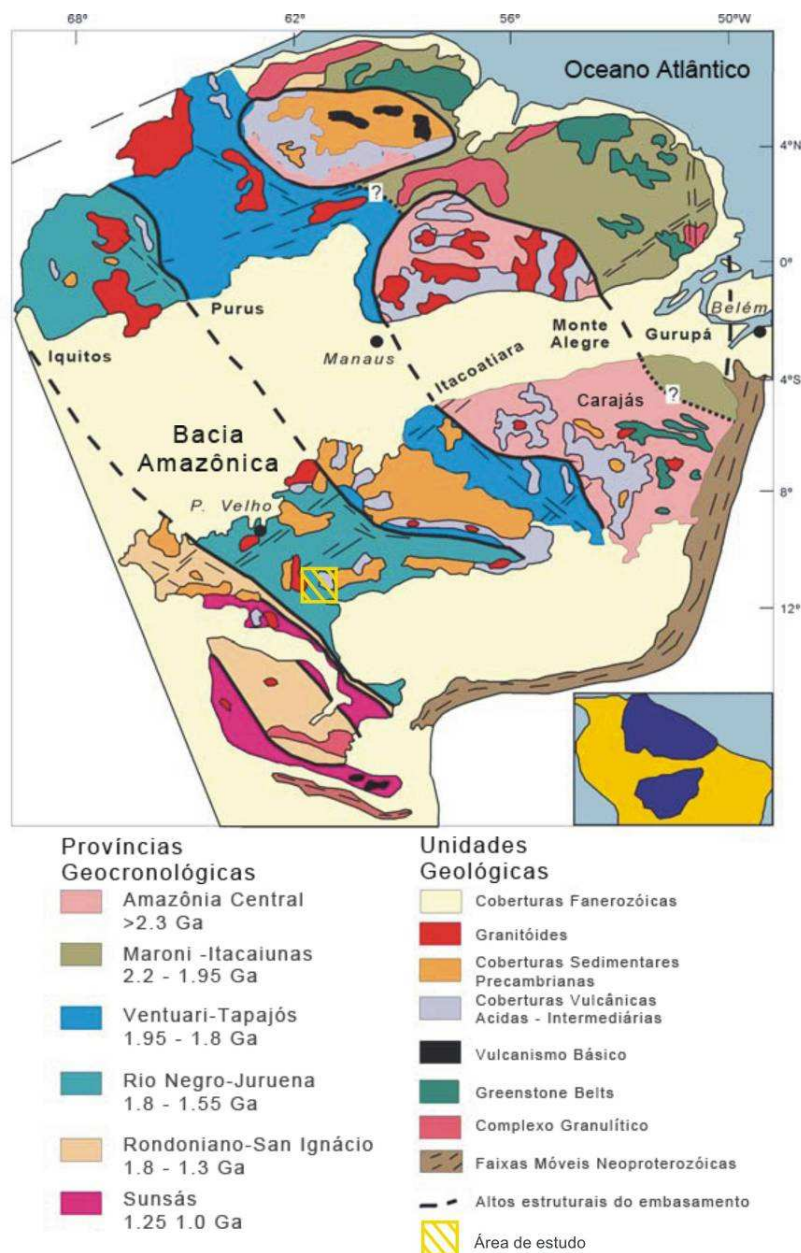 68°
62°
56°
50°W
Oceano Atlântico
4°N
?
0°
Purus
Belém
Iquitos
Manaus
Itacoatiara
Monte
Alegre
Gurupá
4°S
?
Carajás
Bacia
Amazônica
8°
P. Velho
12°
Províncias
Geocronológicas
Amazônia Central
>2.3 Ga
Maroni -Itacaiunas
2.2 - 1.95 Ga
Ventuari-Tapajós
1.95 - 1.8 Ga
Rio Negro-Juruena
1.8 - 1.55 Ga
Rondoniano-San Ignácio
1.8 - 1.3 Ga
Sunsás
1.25 1.0 Ga
Unidades
Geológicas
Coberturas Fanerozóicas
Granitóides
Coberturas Sedimentares
Precambrianas
Coberturas Vulcânicas
Acidas - Intermediárias
Vulcanismo Básico
Greenstone Belts
Complexo Granulítico
Faixas Móveis Neoproterozóicas
Altos estruturais do embasamento
Área de estudo